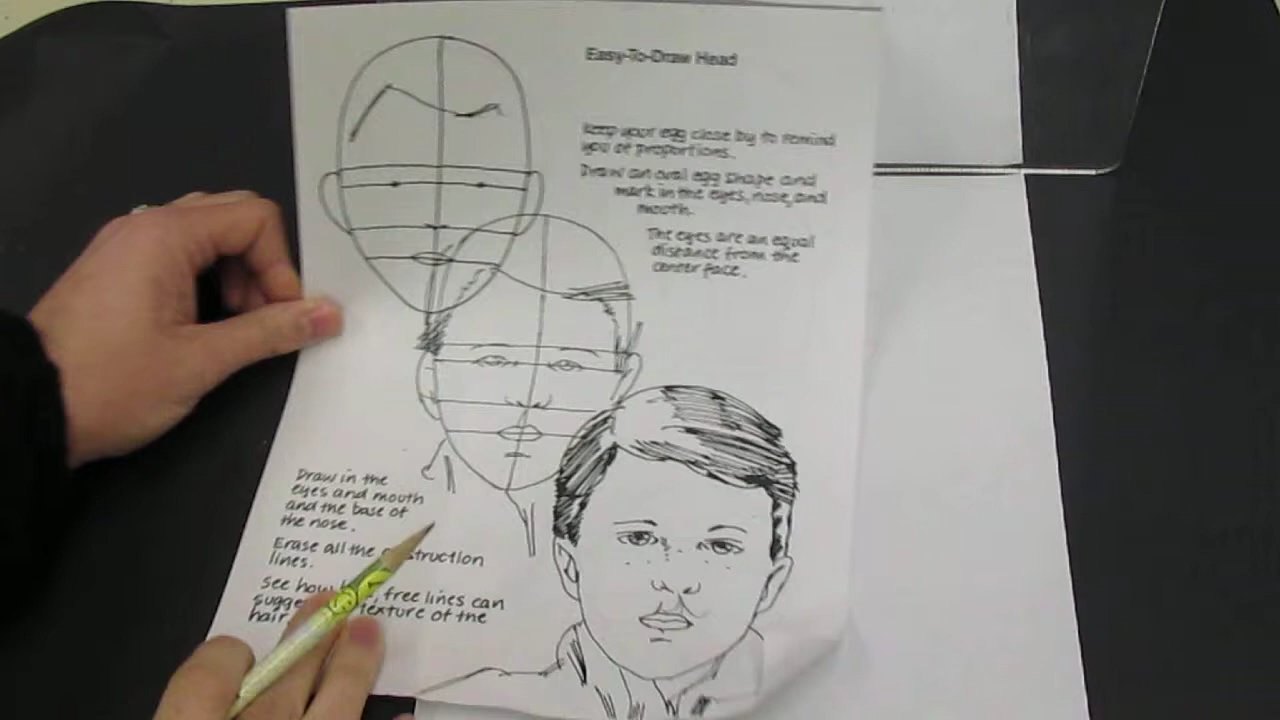 Easy-To-Draw Head
Keep your egg close by to remind
you of proportions.
Draw an oval egg shape and
mark in the eyes, nose, and
mouth.
The eyes are an equal
distance from the
center face.
Draw in the
eyes and mouth
and the base of
the nose.
Erase all the construction
lines.
See how, free lines can
texture of the
hair